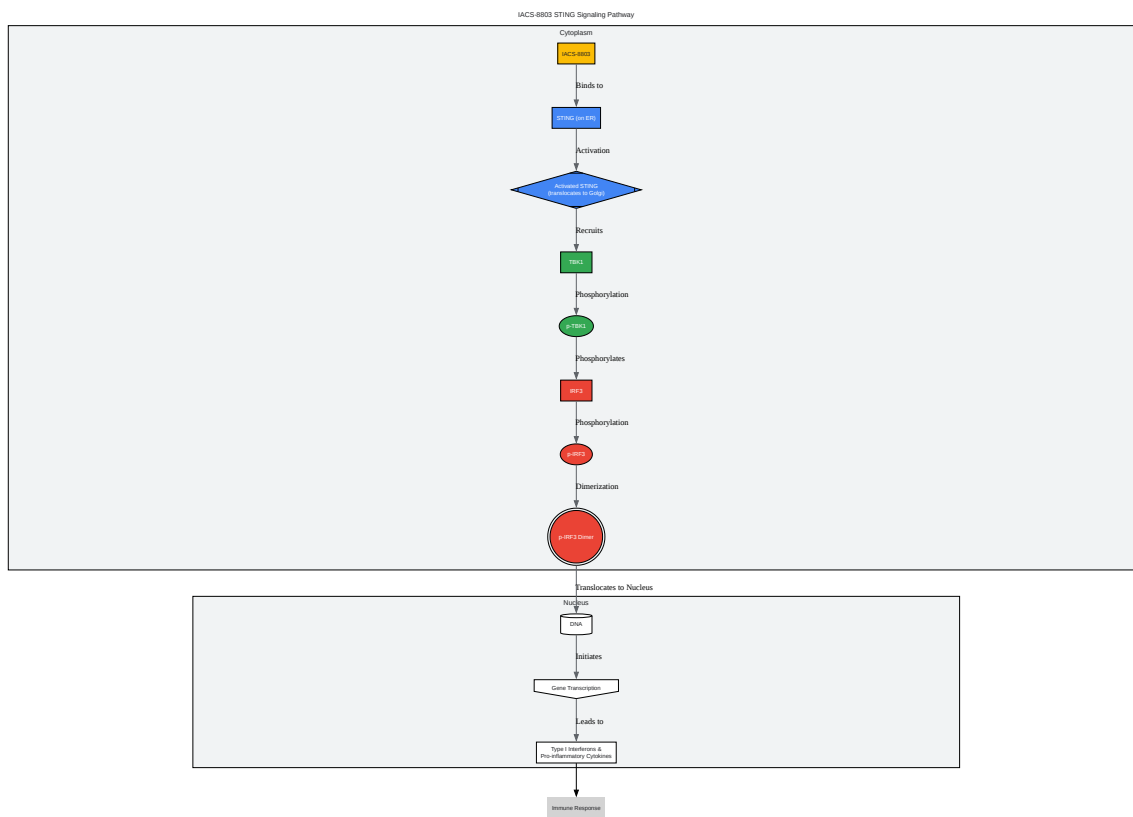 IACS-8803 STING Signaling Pathway
Cytoplasm
IACS-8803
Binds to
STING (on ER)
Activation
Activated STING
(translocates to Golgi)
Recruits
TBK1
Phosphorylation
p-TBK1
Phosphorylates
IRF3
Phosphorylation
p-IRF3
Dimerization
p-IRF3 Dimer
Translocates to Nucleus
Nucleus
DNA
Initiates
Gene Transcription
Leads to
Type I Interferons &
Pro-inflammatory Cytokines
Immune Response